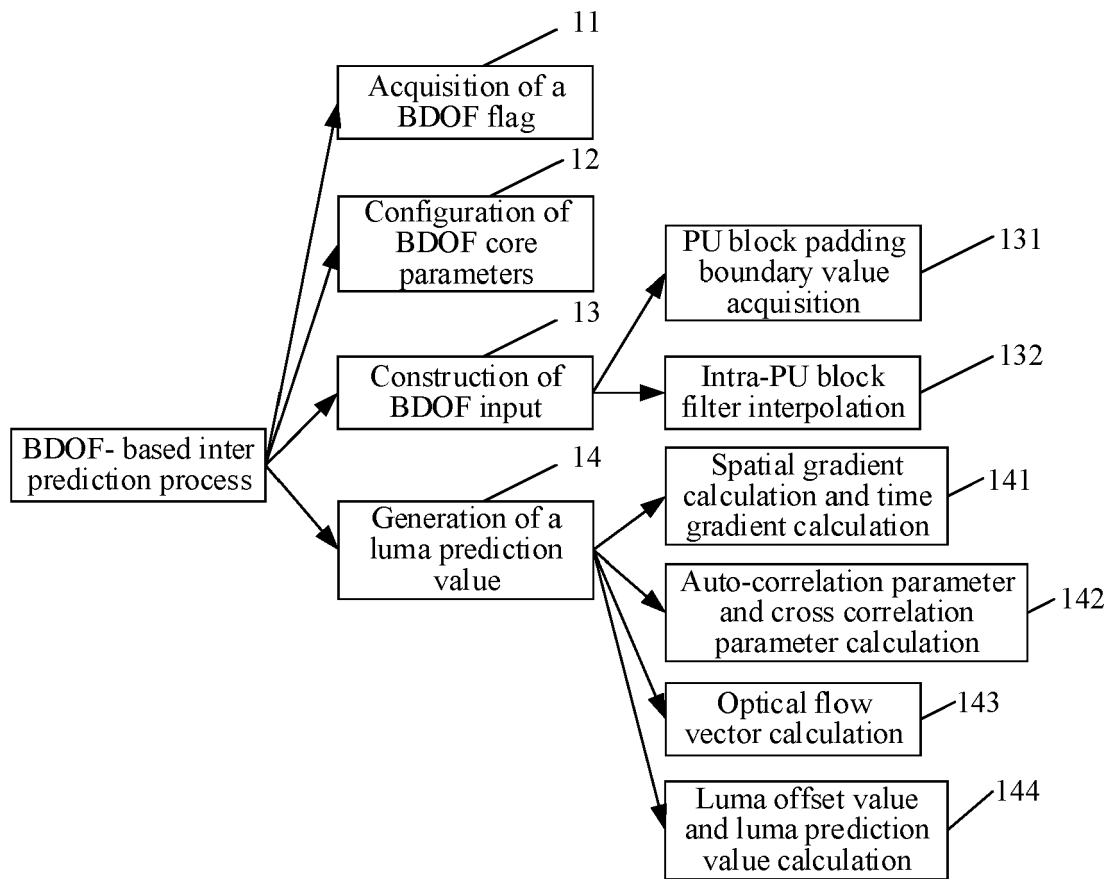 11
Acquisition of a
BDOF flag
12
Configuration of
BDOF core
parameters
13
Construction of
BDOF input
BDOF- based inter
prediction process
14
Generation of a
luma prediction
value
PU block padding
boundary value
acquisition
131
Intra-PU block
filter interpolation
132
Spatial gradient
calculation and time
gradient calculation
141
Auto-correlation parameter
and cross correlation
parameter calculation
142
Optical flow
vector calculation
143
Luma offset value
and luma prediction
value calculation
144